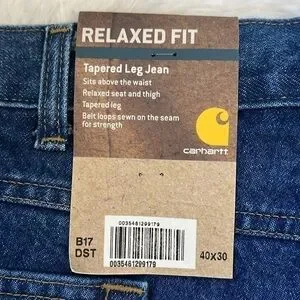 RELAXED FIT
Tapered Leg Jean
Sits above the waist
Relaxed seat and thigh
Tapered leg
Belt loops sewn on the seam
for strength
carhartt
0035481299179
B17
DST
0035481299179
40X30